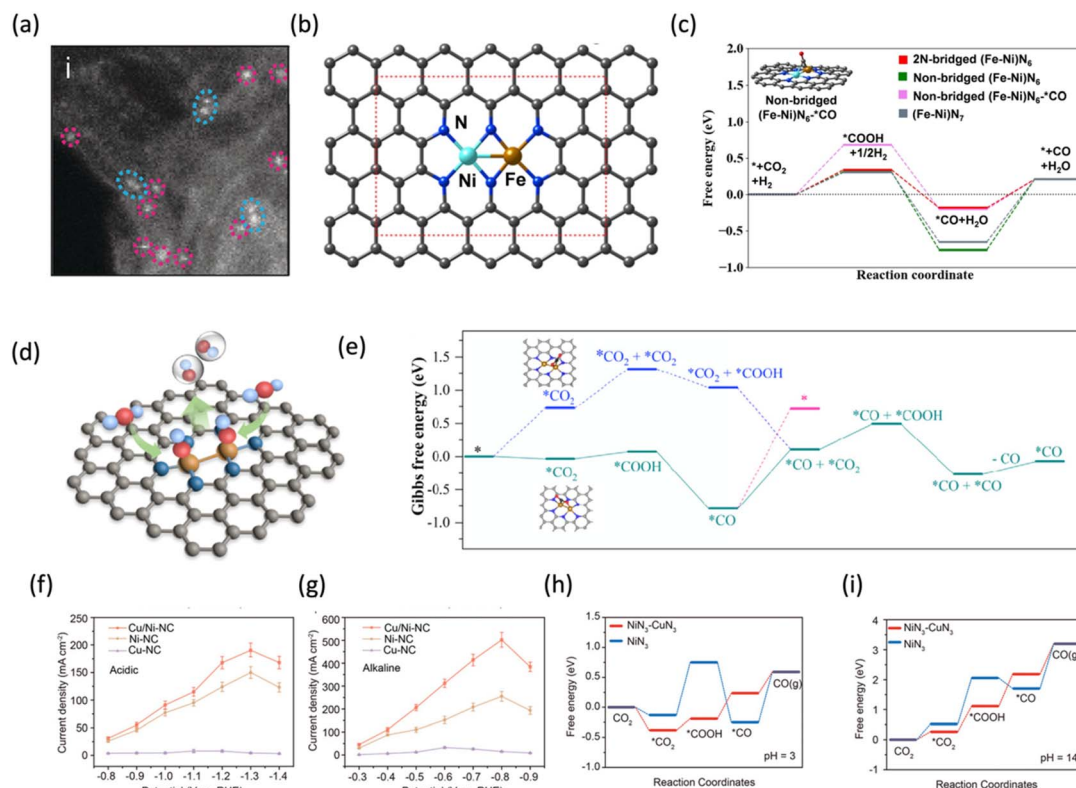 (a)
i
(b)
N
Ni
Fe
(c)
2.0
1.5
1.0
0.5
0.0
−0.5
−1.0
Free energy (eV)
2N-bridged (Fe-Ni)N6
Non-bridged (Fe-Ni)N6
Non-bridged (Fe-Ni)N6-*CO
(Fe-Ni)N7
Non-bridged
(Fe-Ni)N6-*CO
*+CO2
+H2
*COOH
+1/2H2
*CO+H2O
*+CO
+H2O
Reaction coordinate
(d)
(e)
Gibbs free energy (eV)
1.5
1.0
0.5
0.0
-0.5
-1.0
*
*CO2
*CO2 + *CO2
*CO2 + *COOH
*
*CO2
*COOH
*CO
*CO + *CO2
*CO + *COOH
*CO + *CO
- CO
*CO
(f)
Current density (mA cm-2)
250
200
150
100
50
0
Cu/Ni-NC
Ni-NC
Cu-NC
Acidic
-0.8 -0.9 -1.0 -1.1 -1.2 -1.3 -1.4
(g)
Current density (mA cm-2)
600
500
400
300
200
100
0
Cu/Ni-NC
Ni-NC
Cu-NC
Alkaline
-0.3 -0.4 -0.5 -0.6 -0.7 -0.8 -0.9
(h)
Free energy (eV)
1.5
1.0
0.5
0.0
-0.5
-1.0
NiN3-CuN3
NiN3
CO2
*CO2
*COOH
*CO
CO(g)
pH = 3
Reaction Coordinates
(i)
Free energy (eV)
4
3
2
1
0
NiN3-CuN3
NiN3
CO2
*CO2
*COOH
*CO
CO(g)
pH = 14
Reaction Coordinates